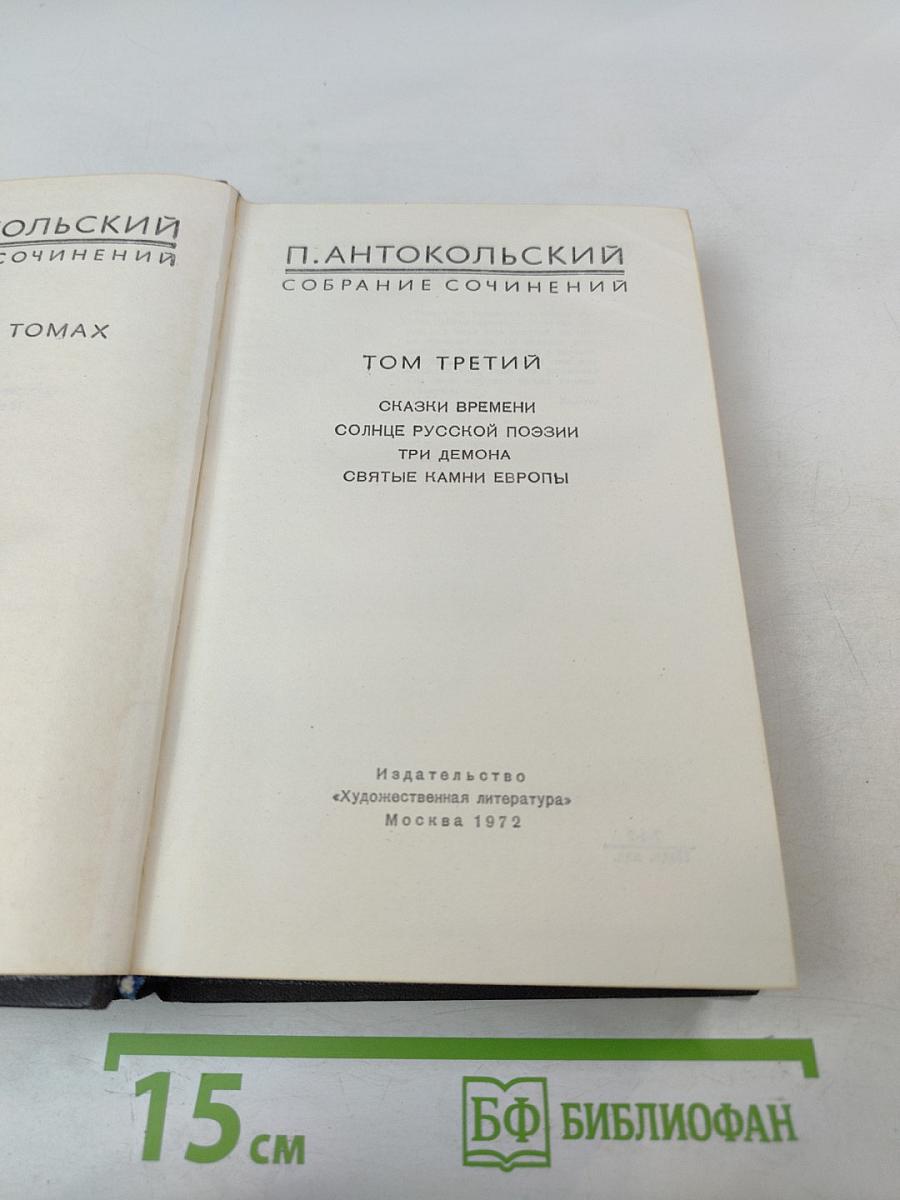 ОЛЬСКИЙ
СОЧИНЕНИЙ
ТОМАХ
П. АНТОКОЛЬСКИЙ
СОБРАНИЕ СОЧИНЕНИЙ
ТОМ ТРЕТИЙ
СКАЗКИ ВРЕМЕНИ
СОЛНЦЕ РУССКОЙ ПОЭЗИИ
ТРИ ДЕМОНА
СВЯТЫЕ КАМНИ ЕВРОПЫ
Издательство
«Художественная литература»
Москва 1972
15 см
БФ БИБЛИОФАН